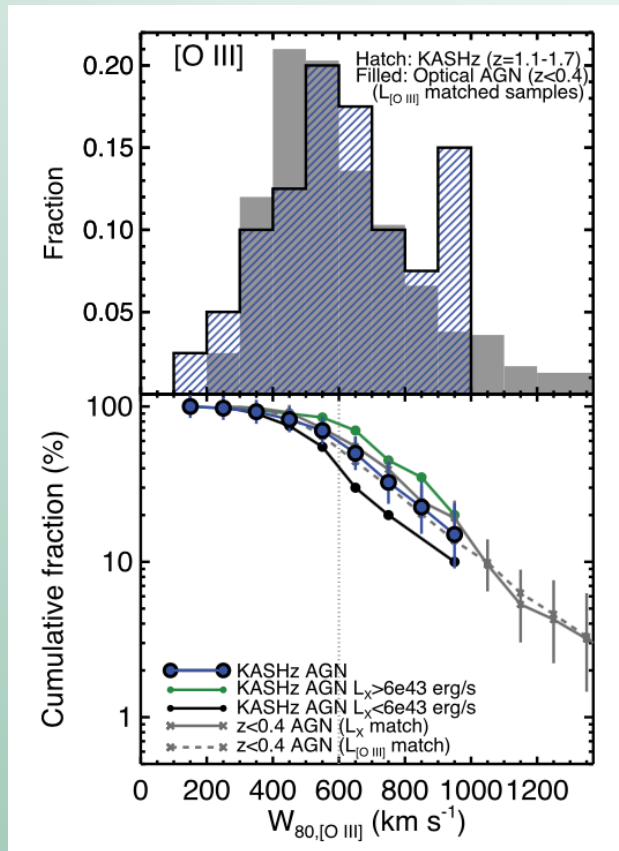 [O III]
Hatch: KASHz (z=1.1-1.7)
Filled: Optical AGN (z<0.4)
(L[O III] matched samples)
0.20
0.15
0.10
0.05
Fraction
100
10
1
Cumulative fraction (%)
KASHz AGN
KASHz AGN LX>6e43 erg/s
KASHz AGN LX<6e43 erg/s
z<0.4 AGN (LX match)
z<0.4 AGN (L[O III] match)
0 200 400 600 800 1000 1200
W80,[O III] (km s-1)